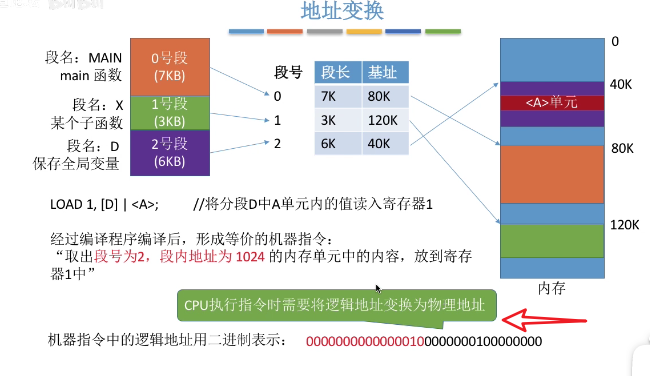 地址变换
段名：MAIN
main 函数
0号段
(7KB)
段名：X
某个子函数
1号段
(3KB)
段名：D
保存全局变量
2号段
(6KB)
段号 段长 基址
0 7K 80K
1 3K 120K
2 6K 40K
0
40K
<A>单元
80K
120K
内存
LOAD 1, [D] | <A>; //将分段D中A单元内的值读入寄存器1
经过编译程序编译后，形成等价的机器指令：
“取出段号为2，段内地址为 1024 的内存单元中的内容，放到寄存
器1中”
CPU执行指令时需要将逻辑地址变换为物理地址
机器指令中的逻辑地址用二进制表示： 00000000000000100000000100000000